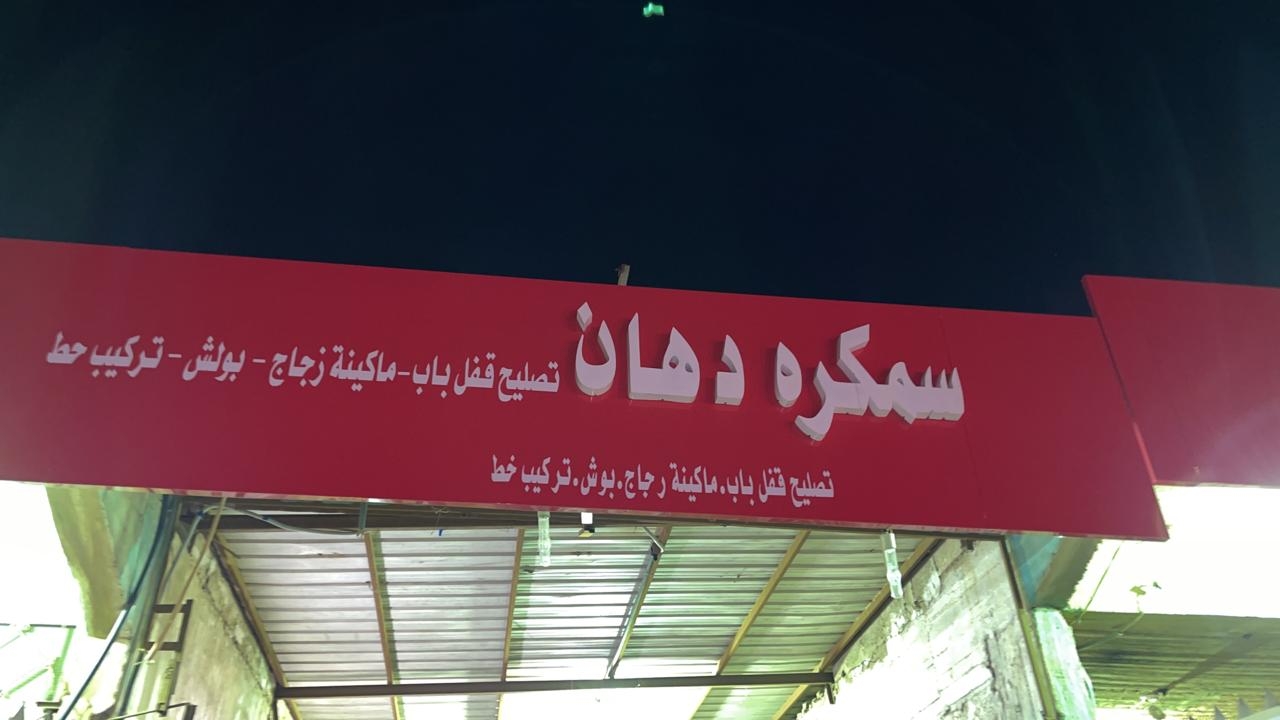 سمكره دهان
تصليح قفل باب-ماكينة زجاج- بولش- تركيب حط
تصليح قفل باب.ماكينة رجاج.بوش.تركيب خط